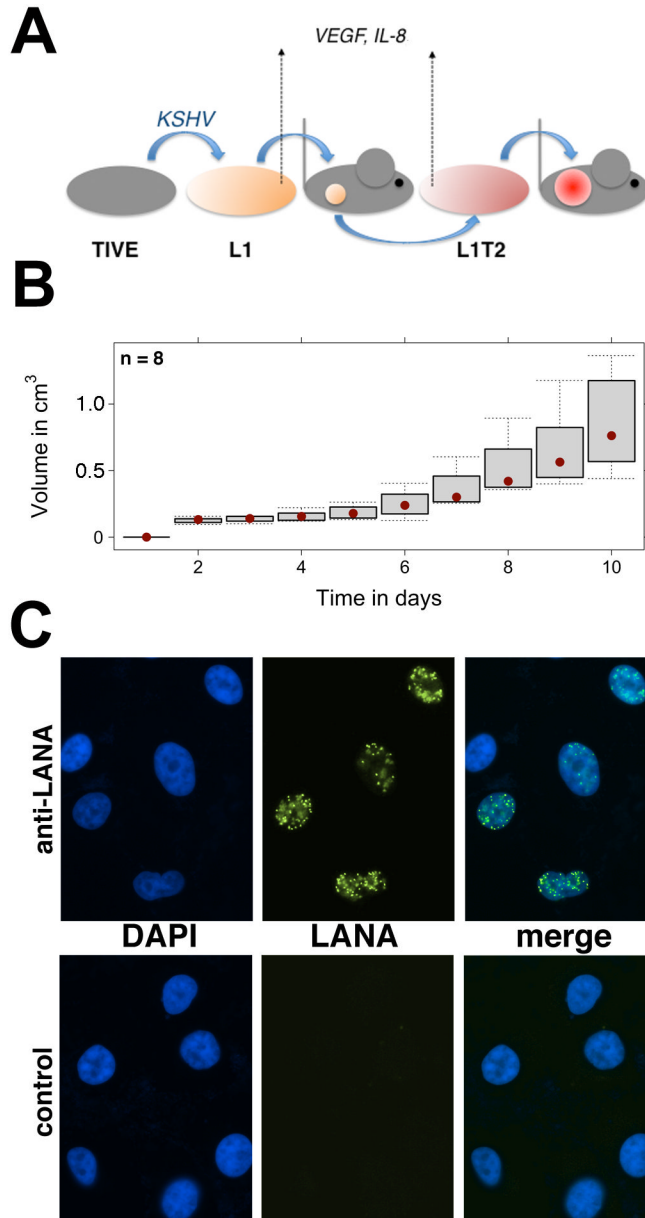 A
VEGF, IL-8
KSHV
TIVE
L1
L1T2
B
n = 8
Volume in cm³
1.0
0.5
0
2 4 6 8 10
Time in days
C
anti-LANA
DAPI LANA merge
control